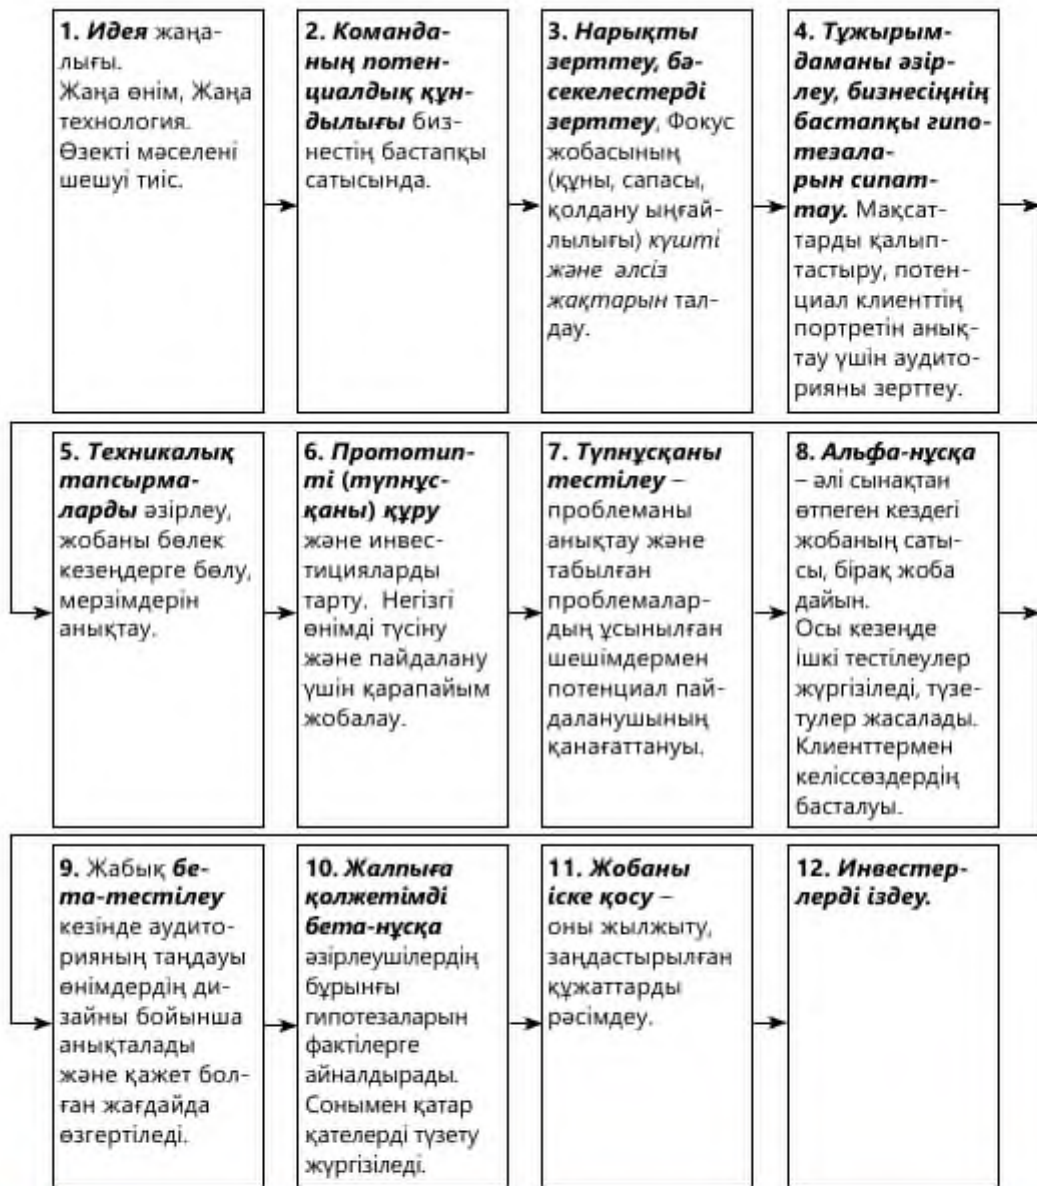 1. Идея жаңа-
лығы.
Жаңа өнім, Жаңа
технология.
Өзекті мәселені
шешуі тиіс.
2. Команда-
ның потен-
циалдық құн-
дылығы биз-
нестің бастапқы
сатысында.
3. Нарықты
зерттеу, бә-
секелестерді
зерттеу, Фокус
жобасының
(құны, сапасы,
қолдану ыңғай-
лылығы) күшті
және әлсіз
жақтарын тал-
дау.
4. Тұжырым-
даманы әзір-
леу, бизнесіңнің
бастапқы гипо-
тезала-
рын сипат-
тау. Мақсат-
тарды қалып-
тастыру, потен-
циал клиенттің
портретін анық-
тау үшін аудито-
рияны зерттеу.
5. Техникалық
тапсырма-
ларды әзірлеу,
жобаны бөлек
кезеңдерге бөлу,
мерзімдерін
анықтау.
6. Прототип-
ті (түпнұс-
қаны) құру
және инвес-
тицияларды
тарту. Негізгі
өнімді түсіну
және пайдалану
үшін қарапайым
жобалау.
7. Түпнұсқаны
тестілеу –
проблеманы
анықтау және
табылған
проблемалар-
дың ұсынылған
шешімдермен
потенциал пай-
даланушының
қанағаттануы.
8. Альфа-нұсқа
– әлі сынақтан
өтпеген кездегі
жобаның саты-
сы, бірақ жоба
дайын.
Осы кезеңде
ішкі тестілеулер
жүргізіледі, түзе-
тулер жасалады.
Клиенттермен
келіссөздердің
басталуы.
9. Жабық бе-
та-тестілеу
кезінде аудито-
рияның таңдауы
өнімдердің ди-
зайны бойынша
анықталады
және қажет бол-
ған жағдайда
өзгертіледі.
10. Жалпыға
қолжетімді
бета-нұсқа
әзірлеушілердің
бұрынғы
гипотезаларын
фактілерге
айналдырады.
Сонымен қатар
қателерді түзету
жүргізіледі.
11. Жобаны
іске қосу –
оны жылжыту,
заңдастырылған
құжаттарды
рәсімдеу.
12. Инвестер-
лерді іздеу.